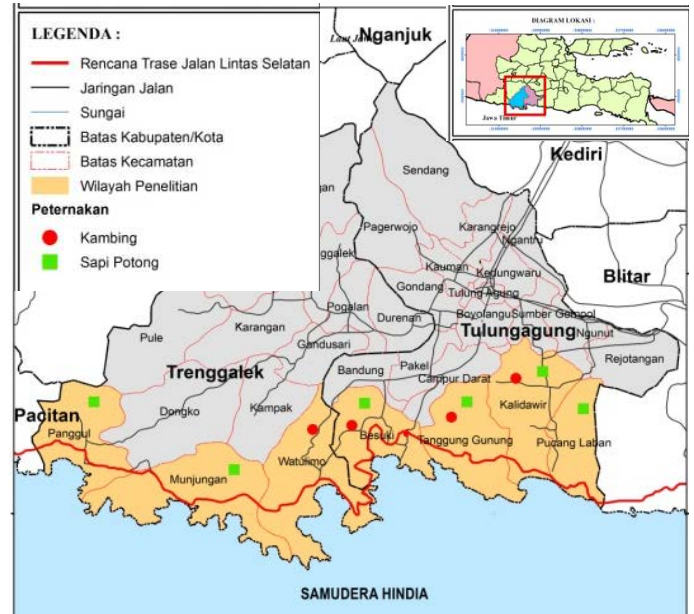 LEGENDA :
Rencana Trase Jalan Lintas Selatan
Jaringan Jalan
Sungai
Batas Kabupaten/Kota
Batas Kecamatan
Wilayah Penelitian
Peternakan
Kambing
Sapi Potong
DIAGRAM LOKASI :
Jawa Timur
Nganjuk
Kediri
Sendang
Pagerwojo
Karangrejo
Ngantru
Blitar
Kauman
Kedungwaru
Gondang
Tulung Agung
Pogalan
Durenan
Boyolangu
Sumber Gempol
Karangan
Tulungagung
Ngunut
Pule
Gandusari
Rejotangan
Trenggalek
Bandung
Pakel
Campur Darat
Dongko
Kampak
Kalidawir
Pacitan
Panggul
Besuki
Tanggung Gunung
Pucang Laban
Watulimo
Munjungan
SAMUDERA HINDIA